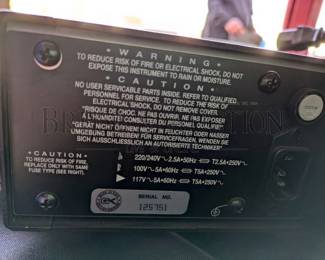 WARNING
TO REDUCE RISK OF FIRE OR ELECTRICAL SHOCK, DO NOT
EXPOSE THIS INSTRUMENT TO RAIN OR MOISTURE.
CAUTION
NO USER SERVICABLE PARTS INSIDE. REFER TO QUALIFIED
PERSONNEL FOR SERVICE. TO REDUCE THE RISK OF
ELECTRICAL SHOCK, DO NOT REMOVE COVER.
"RISQUE DE CHOC. NE PAS OUVRIR. NE PAS EXPOSER
A L'HUMIDITE! CONSULTER DU PERSONNEL QUALIFIE!"
"GERÄT NICHT ÖFFNEN! NICHT IN FEUCHTER ODER NASSER
UMGEBUNG BETREIBEN! FÜR SERVICE, WENDEN SIE
SICH AUSSCHLIESSLICH AN AUTORISIERTE TECHNIKER!"
"CAUTION"
TO REDUCE RISK OF FIRE,
REPLACE ONLY WITH SAME
FUSE TYPE (SEE RIGHT).
220/240V~2.5A=50Hz T2.5A=250V~
100V~5A=60Hz T5A=250V~
117V~5A=60Hz T5A=250V~
SERIAL NO.
125751